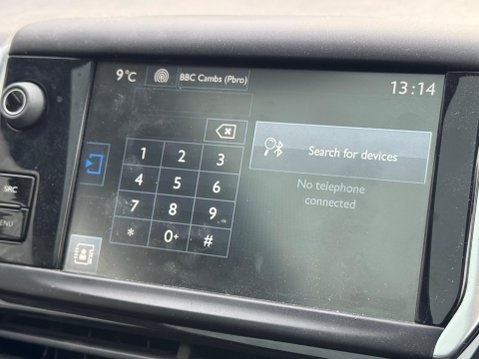 9°C
BBC Cambs (Pbro)
13:14
Search for devices
No telephone
connected
1 2 3
4 5 6
7 8 9
* 0+ #
SRC
MENU